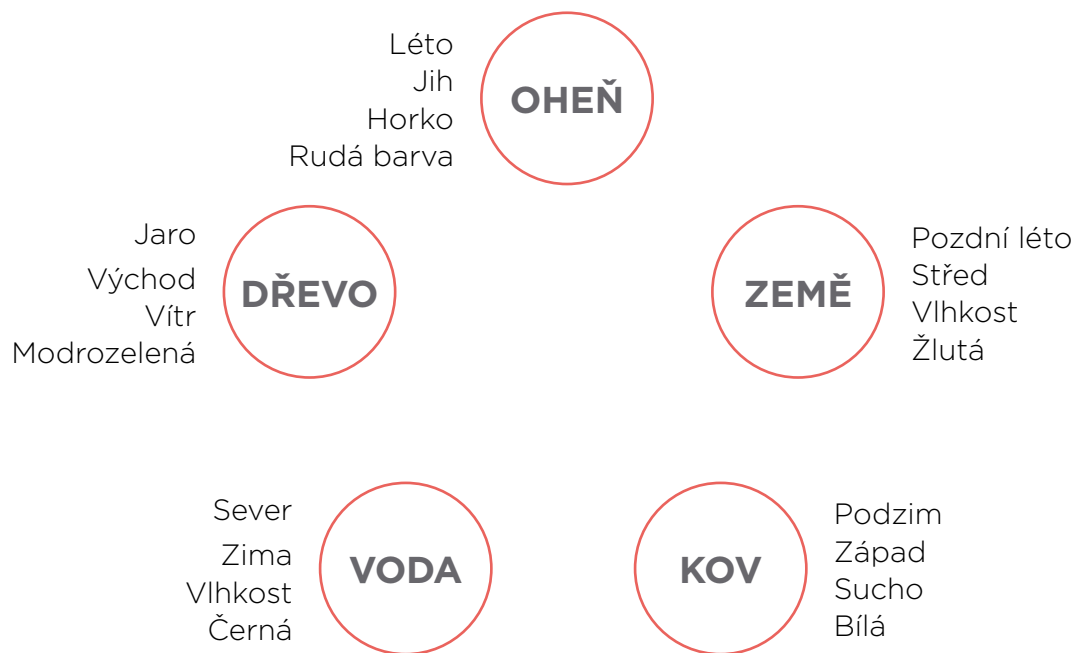 Léto
Jih
Horko
Rudá barva
OHEŇ
Jaro
Východ
Vítr
Modrozelená
DŘEVO
ZEMĚ
Pozdní léto
Střed
Vlhkost
Žlutá
Sever
Zima
Vlhkost
Černá
VODA
KOV
Podzim
Západ
Sucho
Bílá